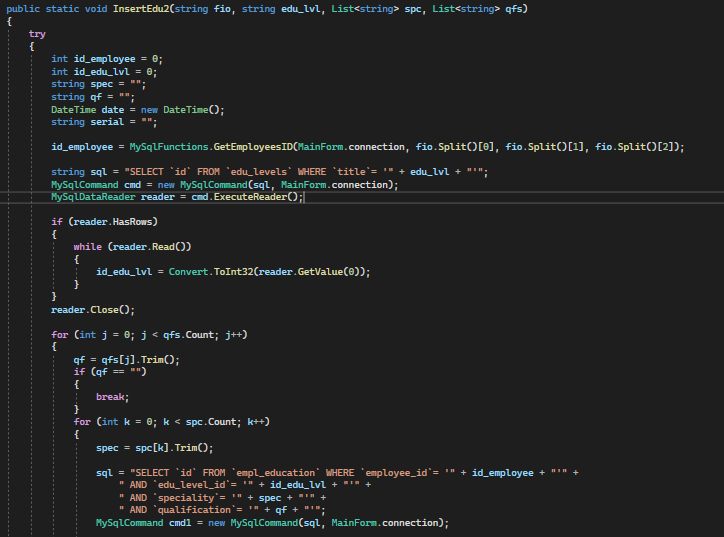 public static void InsertEdu2(string fio, string edu_lvl, List<string> spc, List<string> qfs)
{
try
{
int id_employee = 0;
int id_edu_lvl = 0;
string spec = "";
string qf = "";
DateTime date = new DateTime();
string serial = "";
id_employee = MySqlFunctions.GetEmployeesID(MainForm.connection, fio.Split()[0], fio.Split()[1], fio.Split()[2]);
string sql = "SELECT `id` FROM `edu_levels` WHERE `title`= '" + edu_lvl + "'";
MySqlCommand cmd = new MySqlCommand(sql, MainForm.connection);
MySqlDataReader reader = cmd.ExecuteReader();
if (reader.HasRows)
{
while (reader.Read())
{
id_edu_lvl = Convert.ToInt32(reader.GetValue(0));
}
}
reader.Close();
for (int j = 0; j < qfs.Count; j++)
{
qf = qfs[j].Trim();
if (qf == "")
{
break;
}
for (int k = 0; k < spc.Count; k++)
{
spec = spc[k].Trim();
sql = "SELECT `id` FROM `empl_education` WHERE `employee_id`= '" + id_employee + "'" +
" AND `edu_level_id`= '" + id_edu_lvl + "'" +
" AND `speciality`= '" + spec + "'" +
" AND `qualification`= '" + qf + "'";
MySqlCommand cmd1 = new MySqlCommand(sql, MainForm.connection);